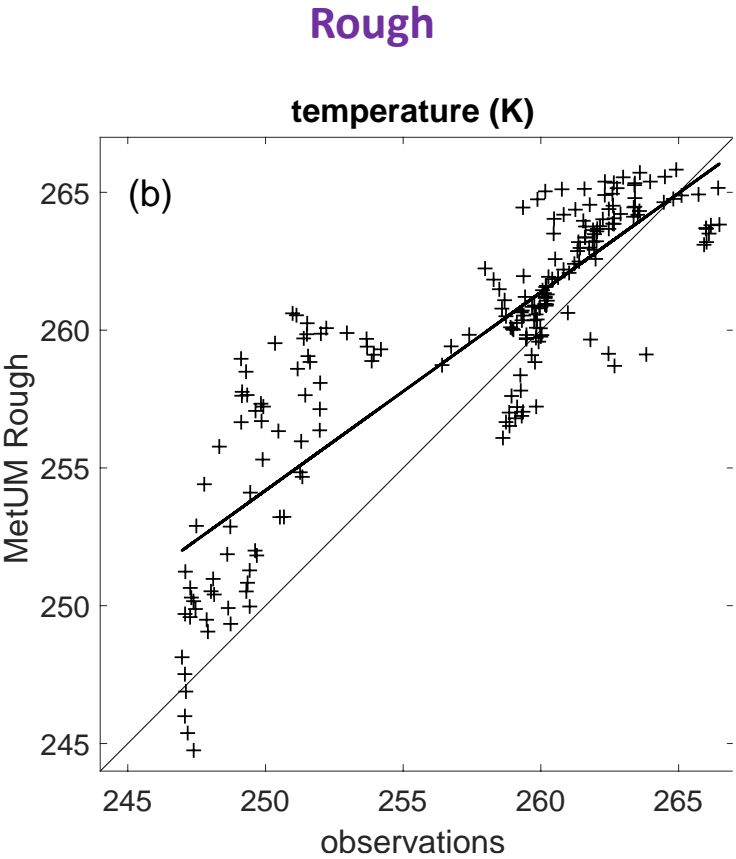 Rough
temperature (K)
(b)
265
260
255
250
245
MetUM Rough
245 250 255 260 265
observations